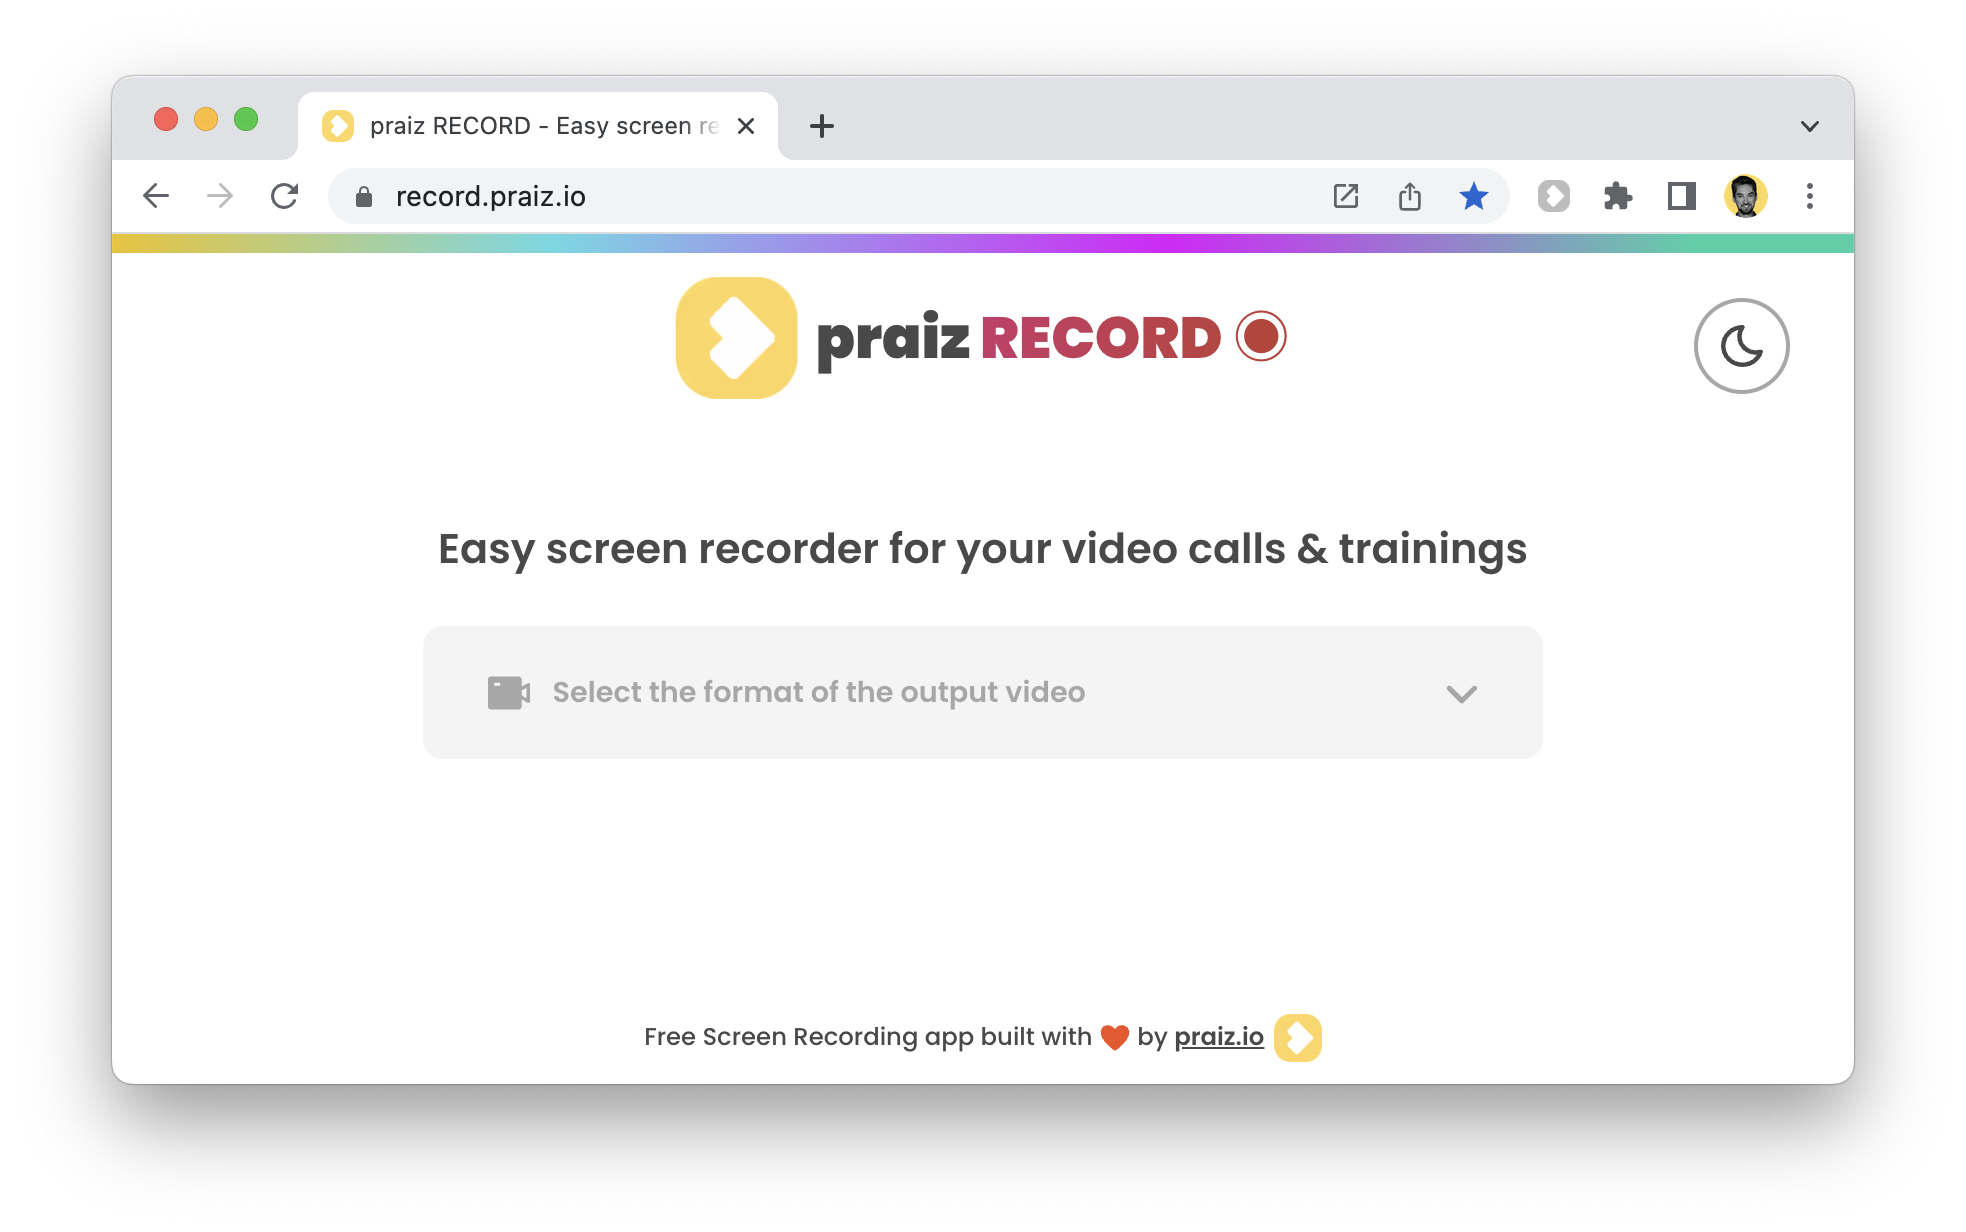 praiz RECORD - Easy screen re
record.praiz.io
praiz RECORD
Easy screen recorder for your video calls & trainings
Select the format of the output video
Free Screen Recording app built with ❤ by praiz.io